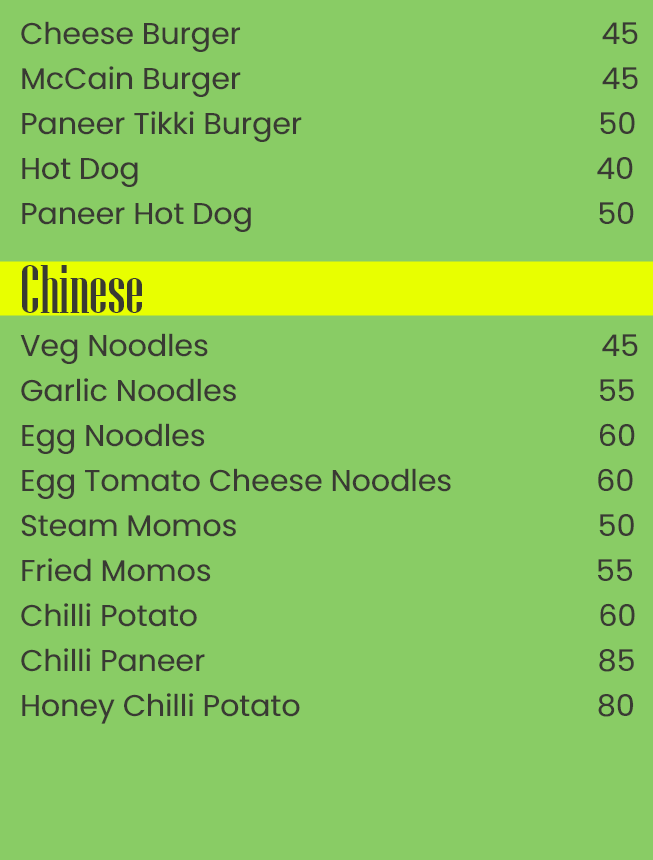 Cheese Burger 45
McCain Burger 45
Paneer Tikki Burger 50
Hot Dog 40
Paneer Hot Dog 50
Chinese
Veg Noodles 45
Garlic Noodles 55
Egg Noodles 60
Egg Tomato Cheese Noodles 60
Steam Momos 50
Fried Momos 55
Chilli Potato 60
Chilli Paneer 85
Honey Chilli Potato 80